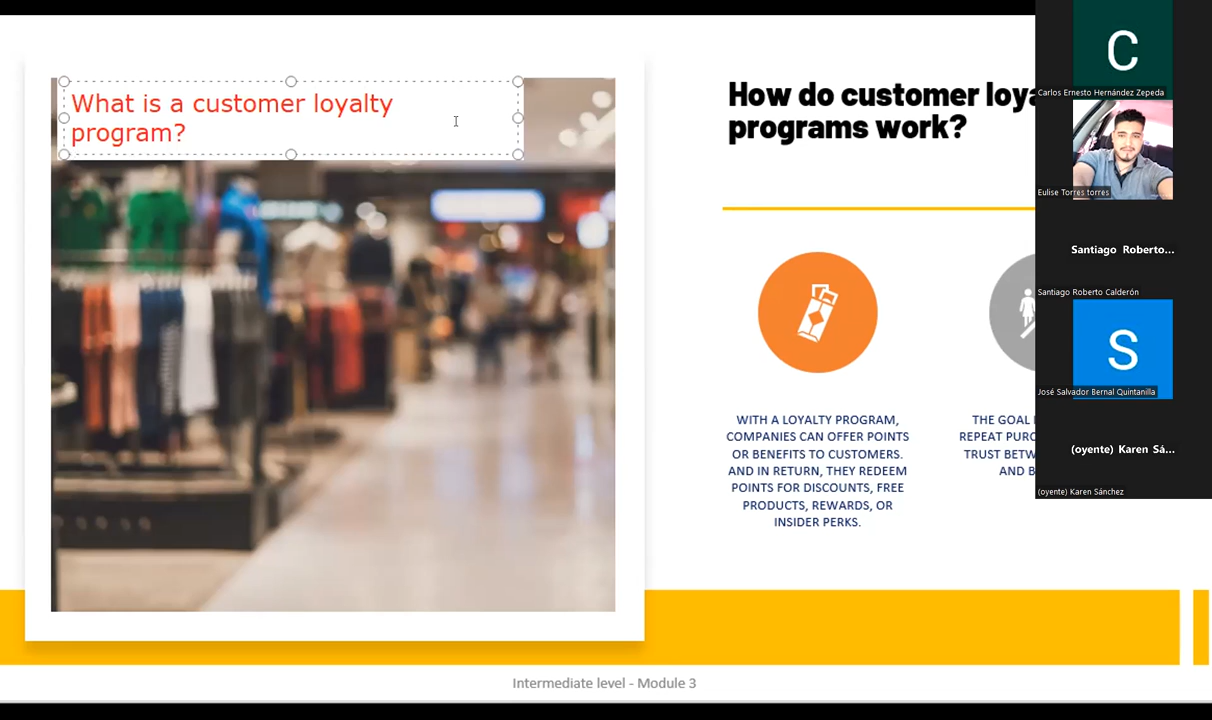 What is a customer loyalty
program?
How do customer loya
programs work?
WITH A LOYALTY PROGRAM,
COMPANIES CAN OFFER POINTS
OR BENEFITS TO CUSTOMERS.
AND IN RETURN, THEY REDEEM
POINTS FOR DISCOUNTS, FREE
PRODUCTS, REWARDS, OR
INSIDER PERKS.
THE GOAL
REPEAT PURC
TRUST BETW
AND B
Intermediate level - Module 3
C
Carlos Ernesto Hernández Zepeda
Eulise Torres torres
Santiago Roberto...
Santiago Roberto Calderón
S
José Salvador Bernal Quintanilla
(oyente) Karen Sá...
(oyente) Karen Sánchez